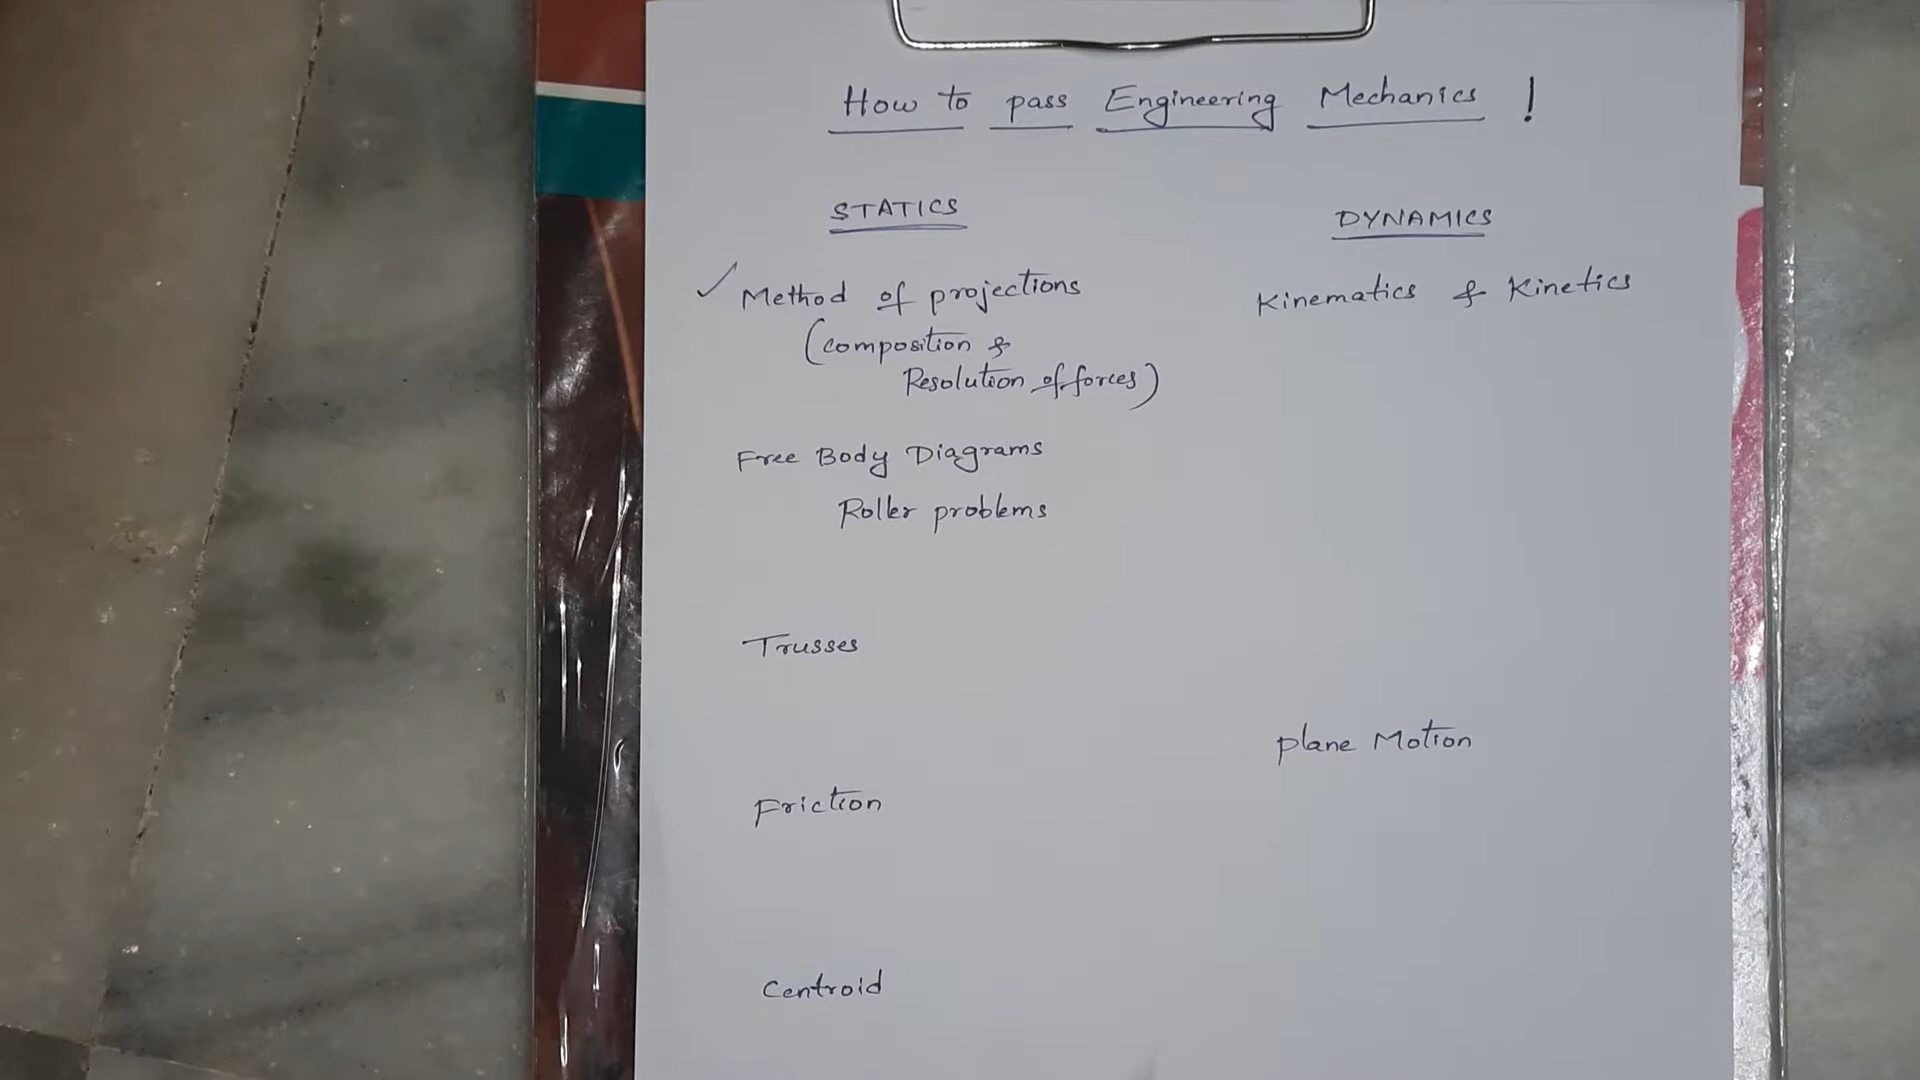 How to pass Engineering Mechanics !
STATICS
Method of projections
(composition &
Resolution of forces)
Free Body Diagrams
Roller problems
Trusses
Friction
Centroid
DYNAMICS
Kinematics & Kinetics
plane Motion